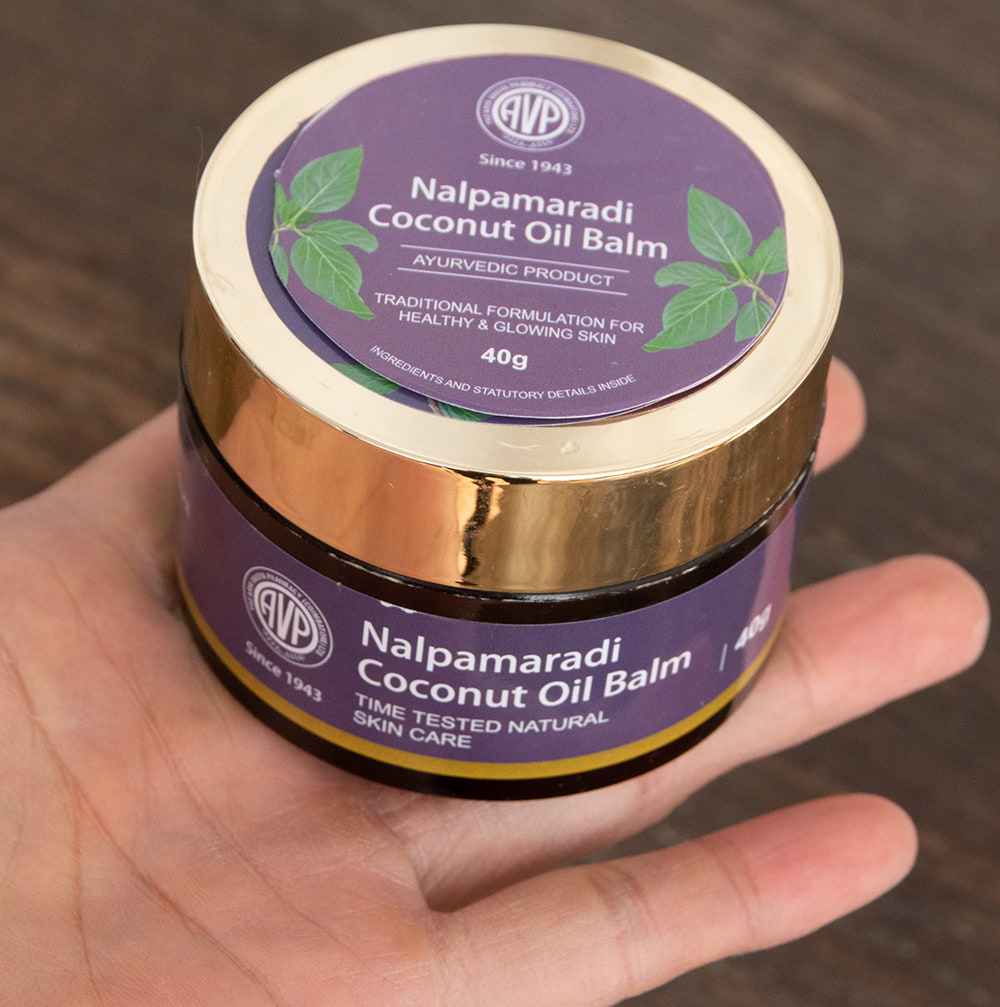 AVP
Since 1943
Nalpamaradi
Coconut Oil Balm
AYURVEDIC PRODUCT
TRADITIONAL FORMULATION FOR
HEALTHY & GLOWING SKIN
40g
INGREDIENTS AND STATUTORY DETAILS INSIDE
AVP
Since 1943
Nalpamaradi
Coconut Oil Balm
TIME TESTED NATURAL
SKIN CARE
| 40g